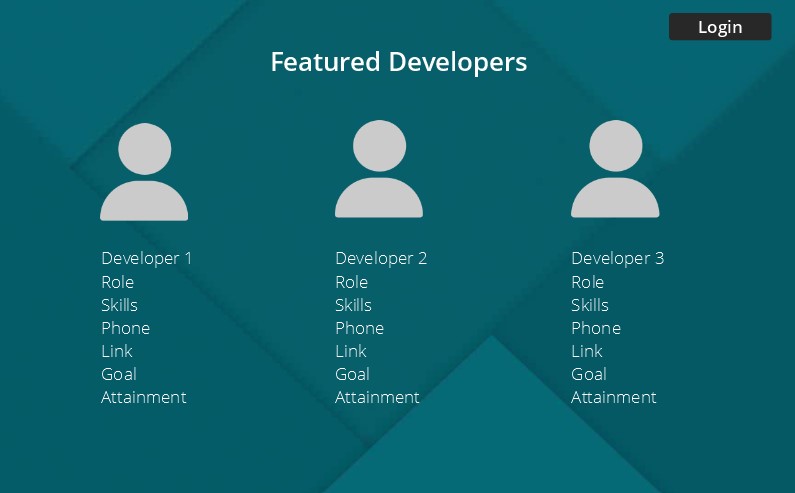 Login
Featured Developers
Developer 1
Role
Skills
Phone
Link
Goal
Attainment
Developer 2
Role
Skills
Phone
Link
Goal
Attainment
Developer 3
Role
Skills
Phone
Link
Goal
Attainment